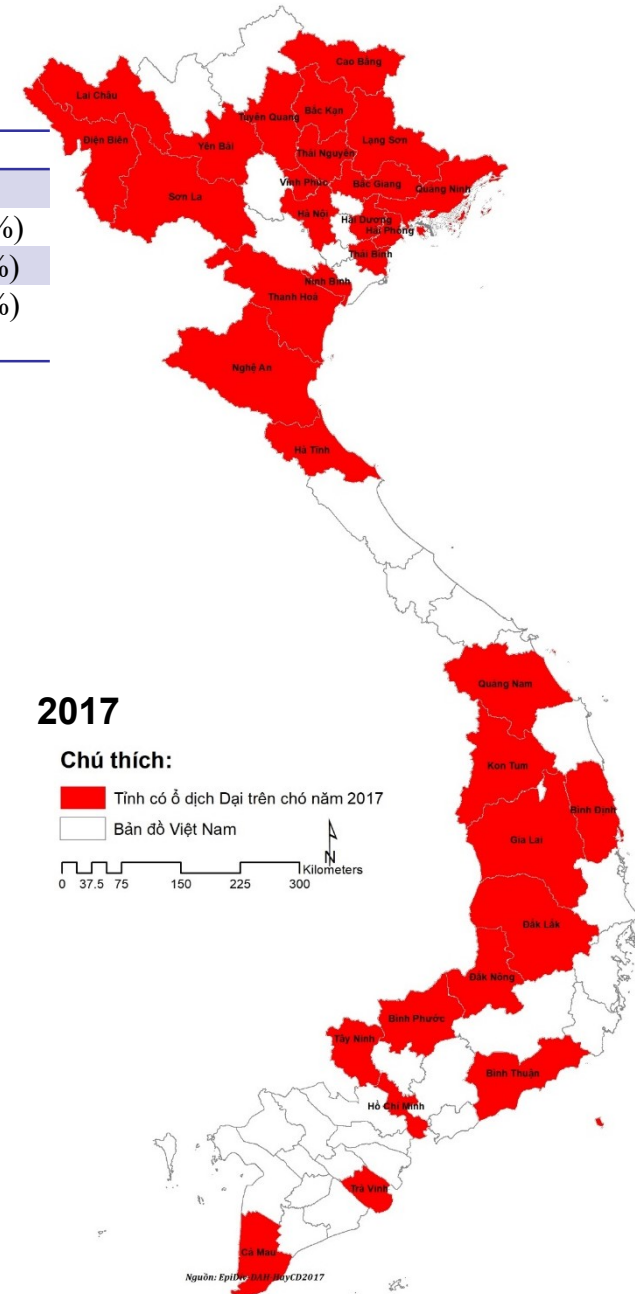 Cao Bằng
Lai Châu
Bắc Kạn
Tuyên Quang
Điện Biên
Lạng Sơn
Yên Bái
Thái Nguyên
Vĩnh Phúc
Bắc Giang
Quảng Ninh
Sơn La
Hà Nội
Hải Dương
%)
Hải Phòng
Thái Bình
%)
Ninh Bình
Thanh Hoá
%)
Nghệ An
Hà Tĩnh
Quảng Nam
2017
Chú thích:
Kon Tum
Tỉnh có ổ dịch Dại trên chó năm 2017
Bình Định
Bản đồ Việt Nam
Gia Lai
N
Kilometers
0 37.5 75 150 225 300
Đắk Lắk
Đắk Nông
Bình Phước
Tây Ninh
Bình Thuận
Hồ Chí Minh
Trà Vinh
Cà Mau
Nguồn: EpiDiv